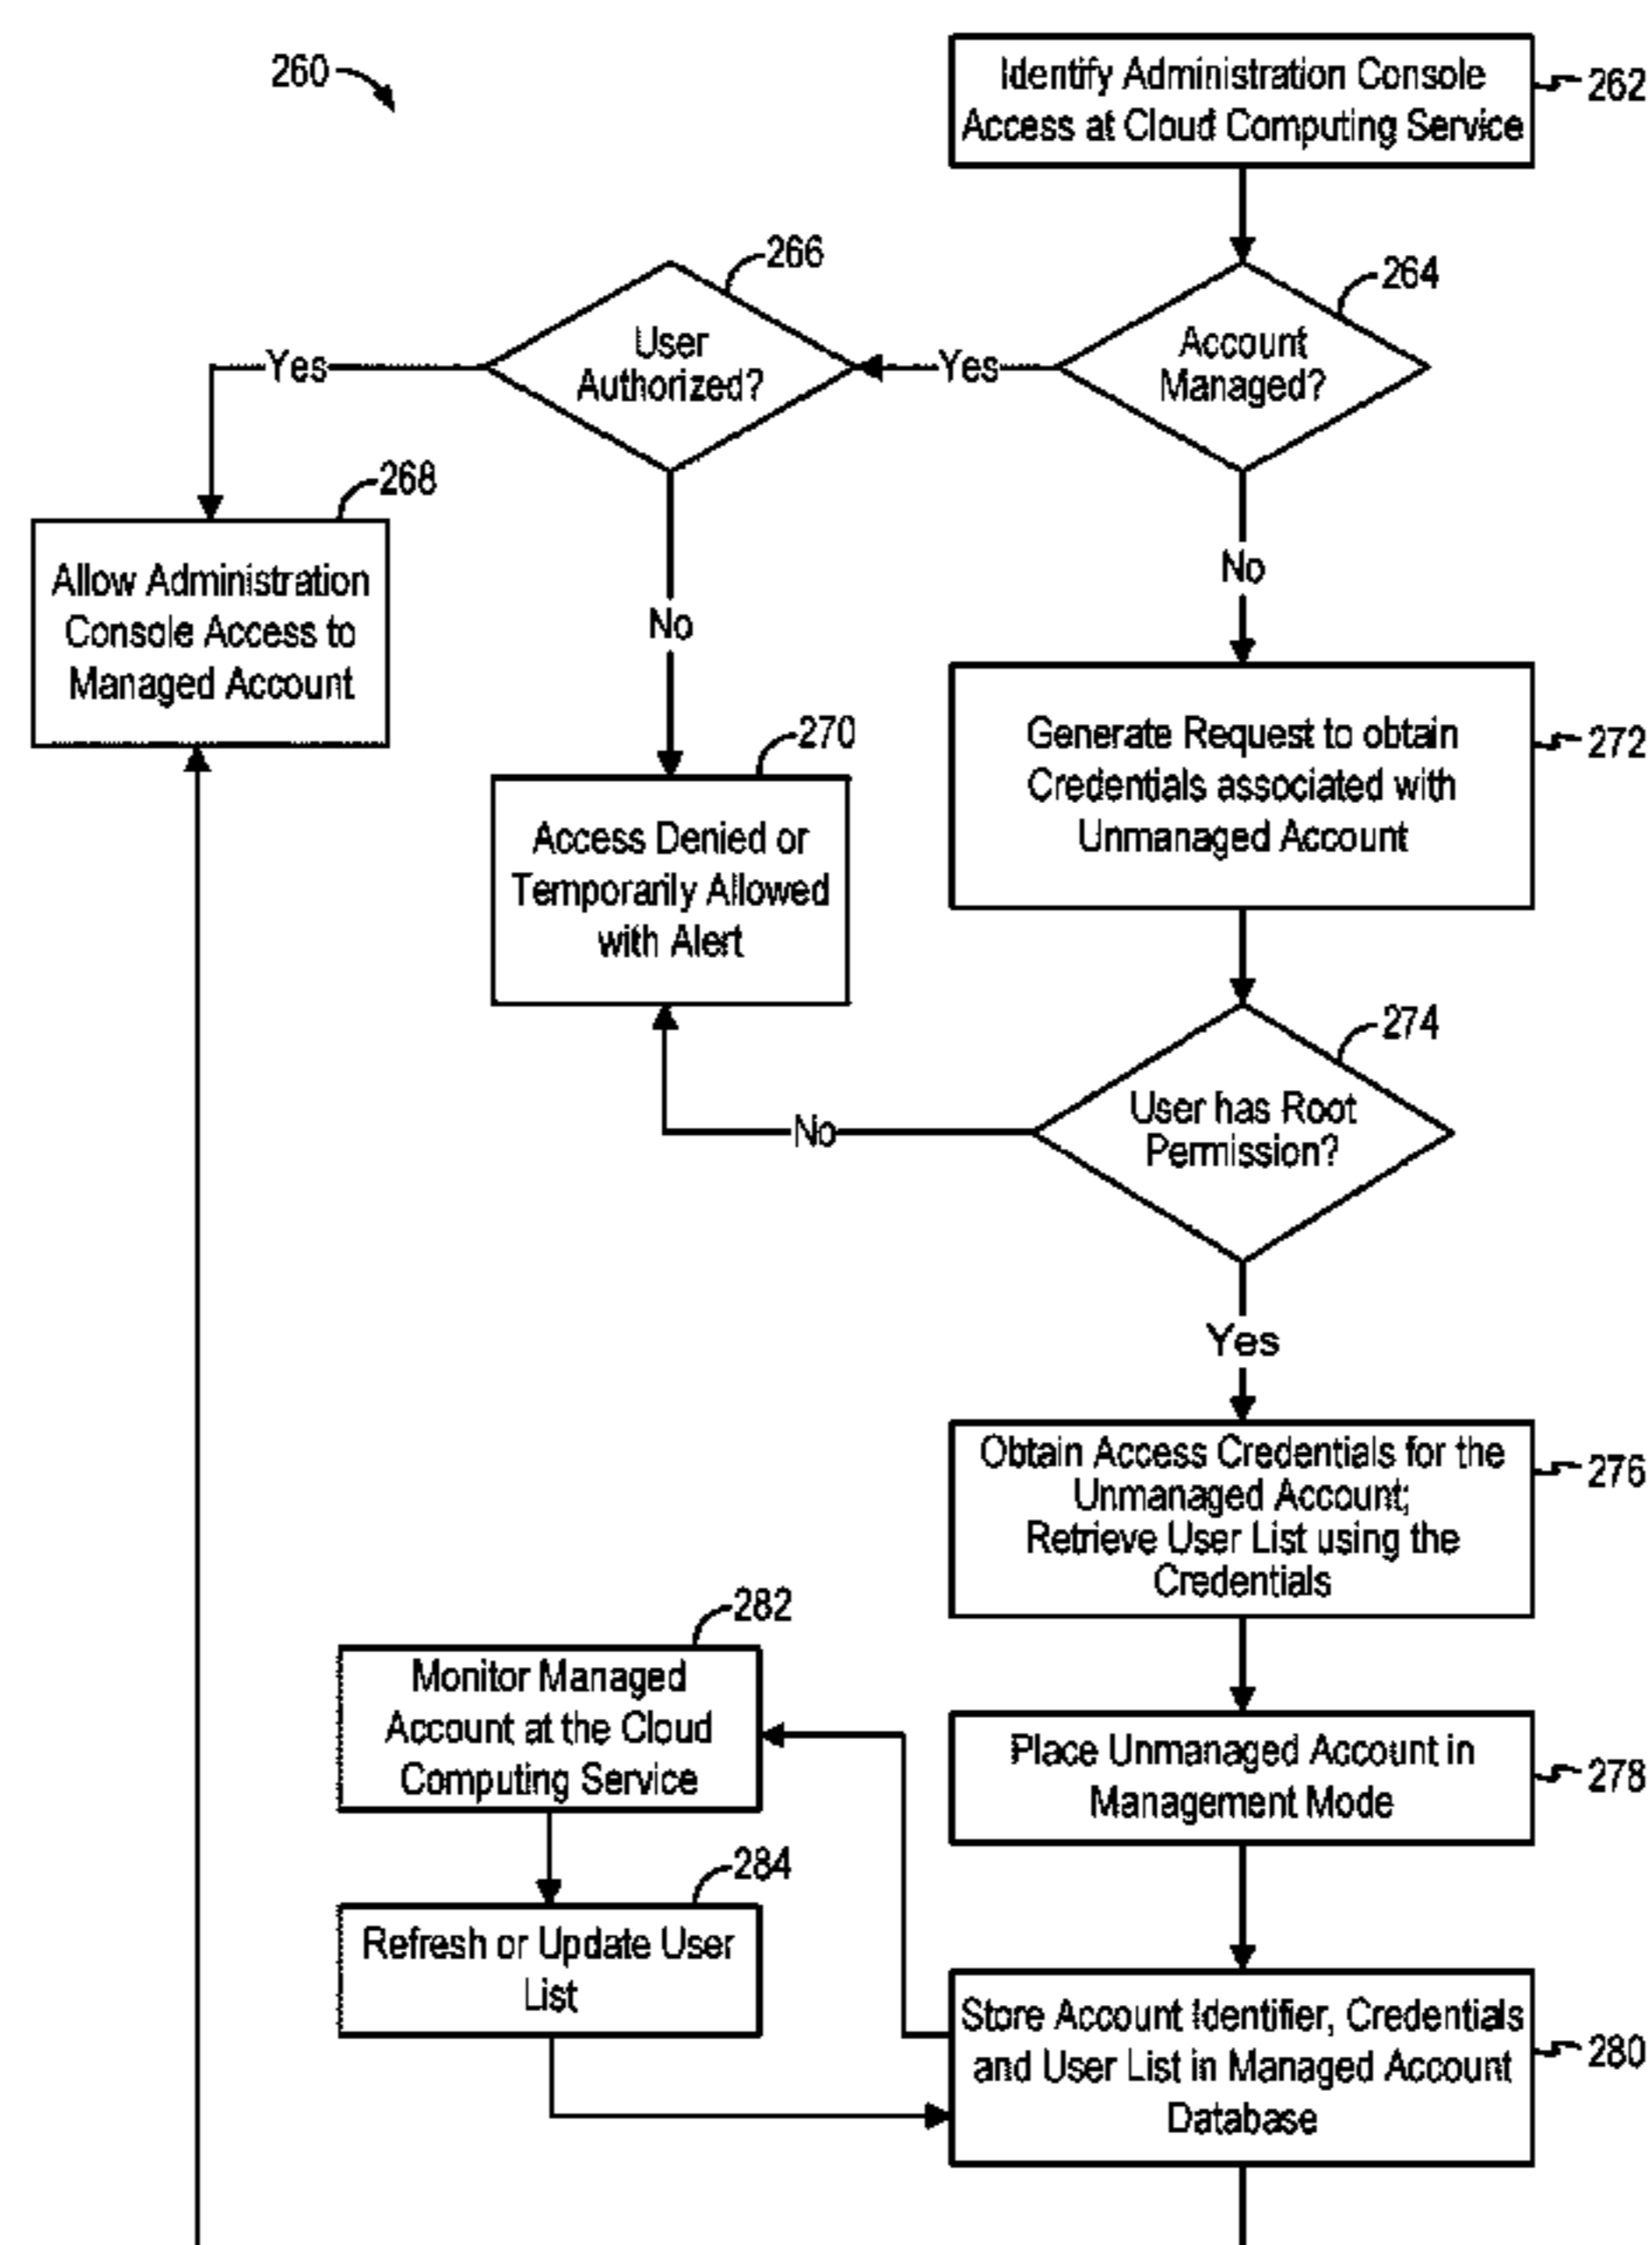 260
Identify Administration Console
Access at Cloud Computing Service
262
266
264
User
Authorized?
Account
Managed?
Yes
Yes
268
No
Allow Administration
Console Access to
Managed Account
No
270
Generate Request to obtain
Credentials associated with
Unmanaged Account
272
Access Denied or
Temporarily Allowed
with Alert
274
User has Root
Permission?
No
Yes
Obtain Access Credentials for the
Unmanaged Account;
Retrieve User List using the
Credentials
276
282
Monitor Managed
Account at the Cloud
Computing Service
Place Unmanaged Account in
Management Mode
278
284
Refresh or Update User
List
Store Account Identifier, Credentials
and User List in Managed Account
Database
280